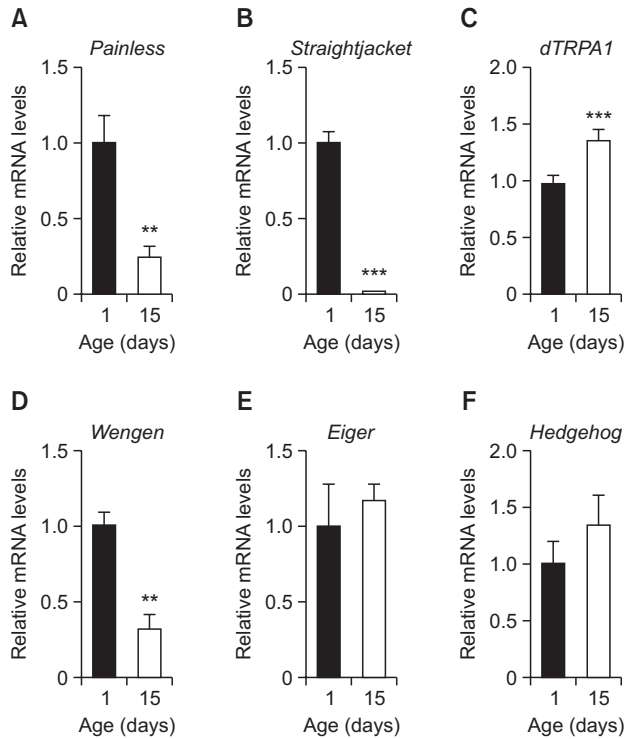 A
Painless
Relative mRNA levels
1.5
1.0
0.5
0
**
1 15
Age (days)
B
Straightjacket
Relative mRNA levels
1.5
1.0
0.5
0
***
1 15
Age (days)
C
dTRPA1
Relative mRNA levels
2.0
1.5
1.0
0.5
0
***
1 15
Age (days)
D
Wengen
Relative mRNA levels
1.5
1.0
0.5
0
**
1 15
Age (days)
E
Eiger
Relative mRNA levels
1.5
1.0
0.5
0
1 15
Age (days)
F
Hedgehog
Relative mRNA levels
2.0
1.5
1.0
0.5
0
1 15
Age (days)